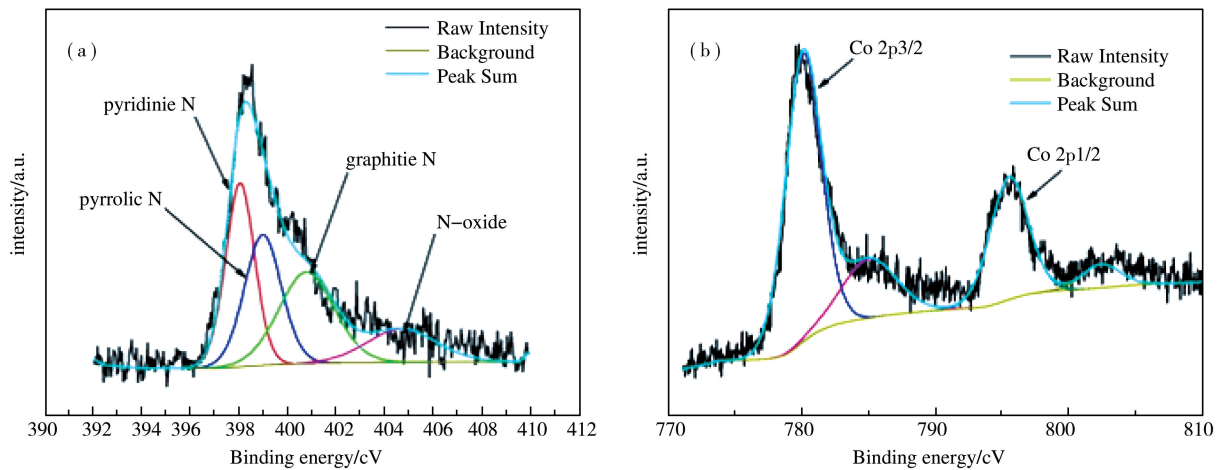 ( a )
Raw Intensity
Background
Peak Sum
pyridinie N
graphitie N
pyrrolic N
N-oxide
intensity/a.u.
390 392 394 396 398 400 402 404 406 408 410 412
Binding energy/cV
( b )
Co 2p3/2
Raw Intensity
Background
Peak Sum
Co 2p1/2
intensity/a.u.
770 780 790 800 810
Binding energy/cV